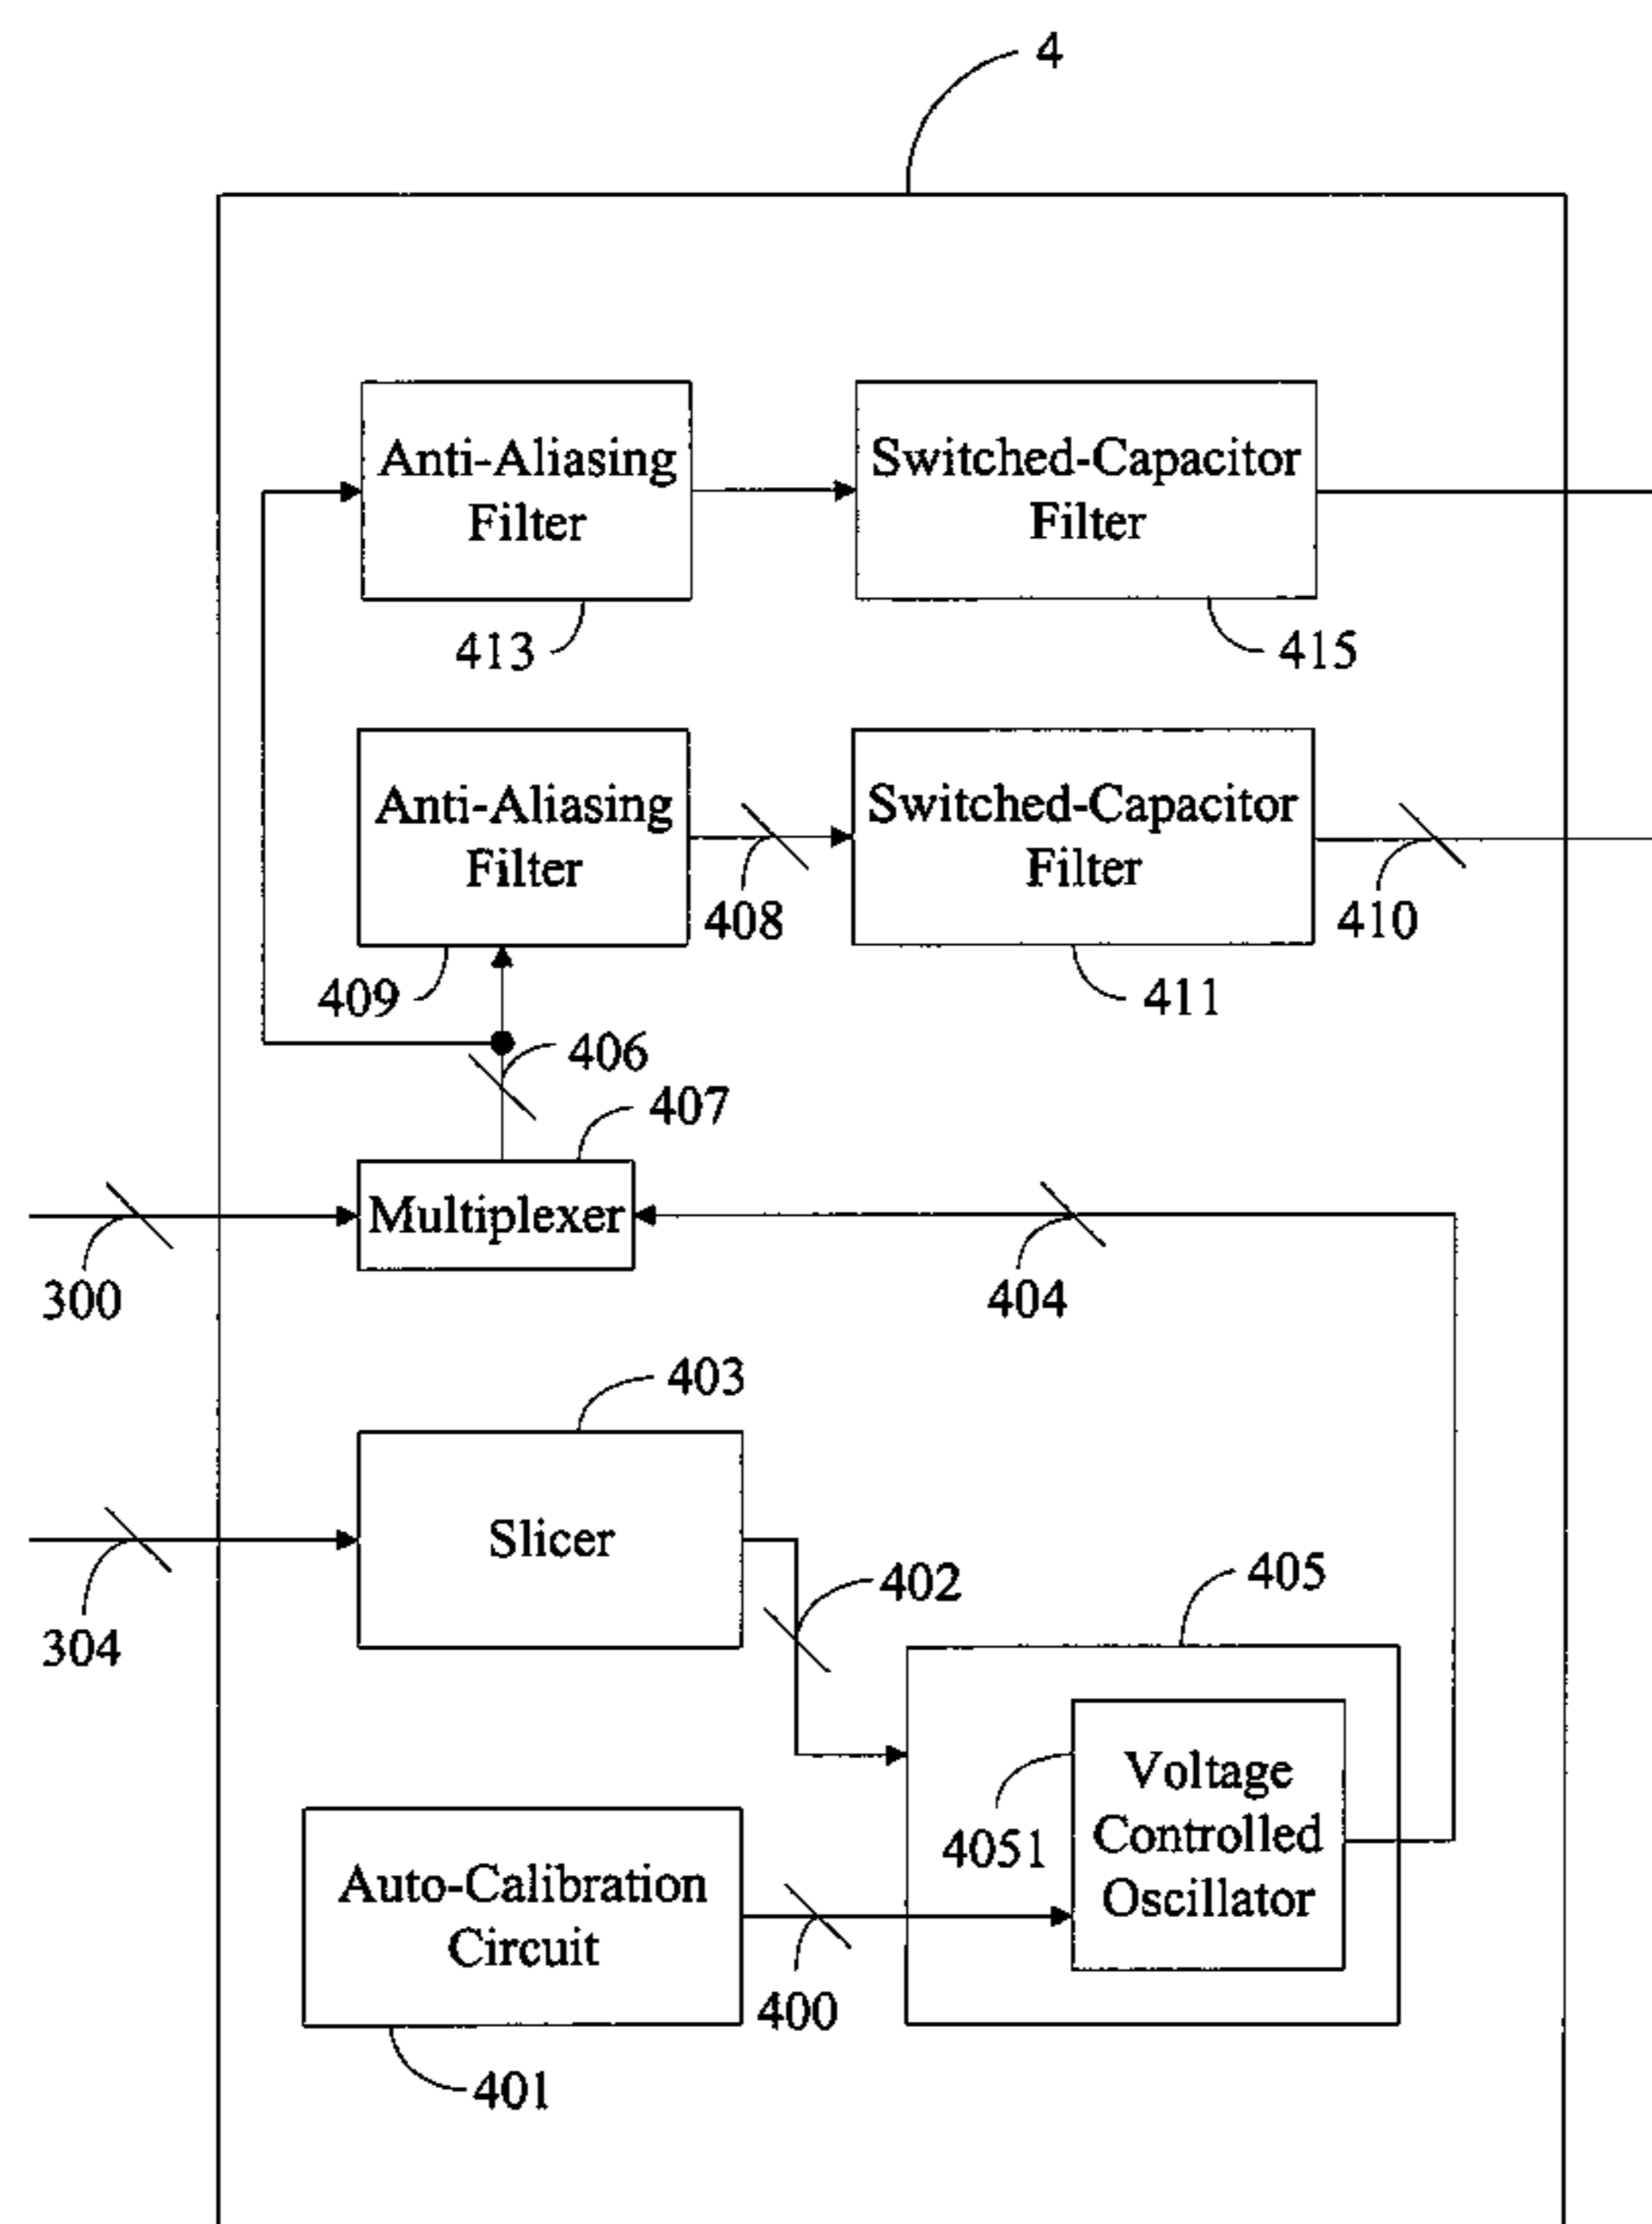 4
Anti-Aliasing
Filter
Switched-Capacitor
Filter
413
415
Anti-Aliasing
Filter
Switched-Capacitor
Filter
408
410
409
411
406
407
Multiplexer
300
404
403
Slicer
304
402
405
Voltage
Controlled
Oscillator
4051
Auto-Calibration
Circuit
400
401